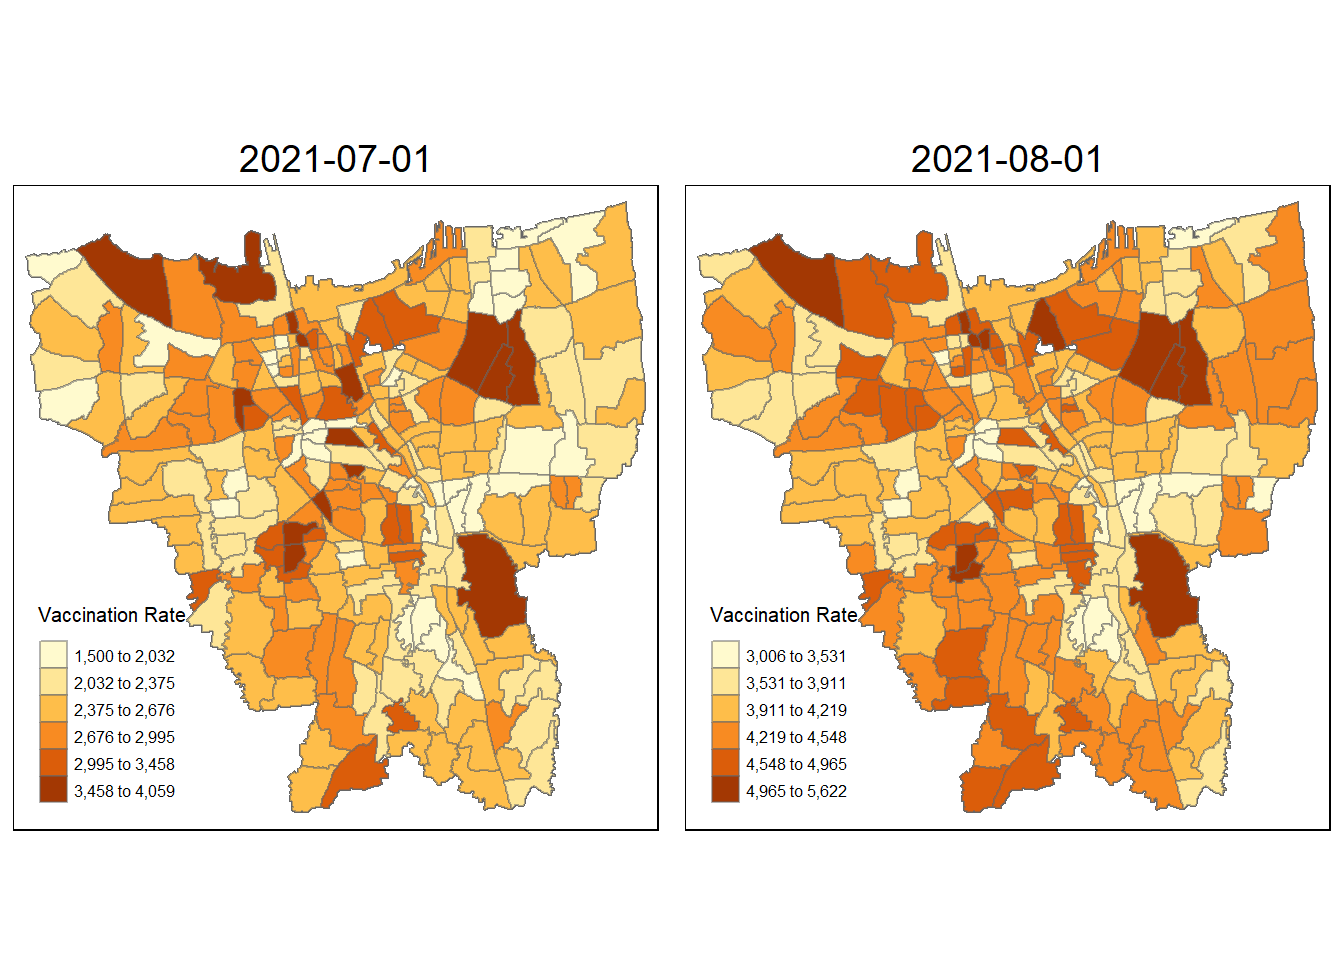 2021-07-01
2021-08-01
Vaccination Rate
1,500 to 2,032
2,032 to 2,375
2,375 to 2,676
2,676 to 2,995
2,995 to 3,458
3,458 to 4,059
Vaccination Rate
3,006 to 3,531
3,531 to 3,911
3,911 to 4,219
4,219 to 4,548
4,548 to 4,965
4,965 to 5,622